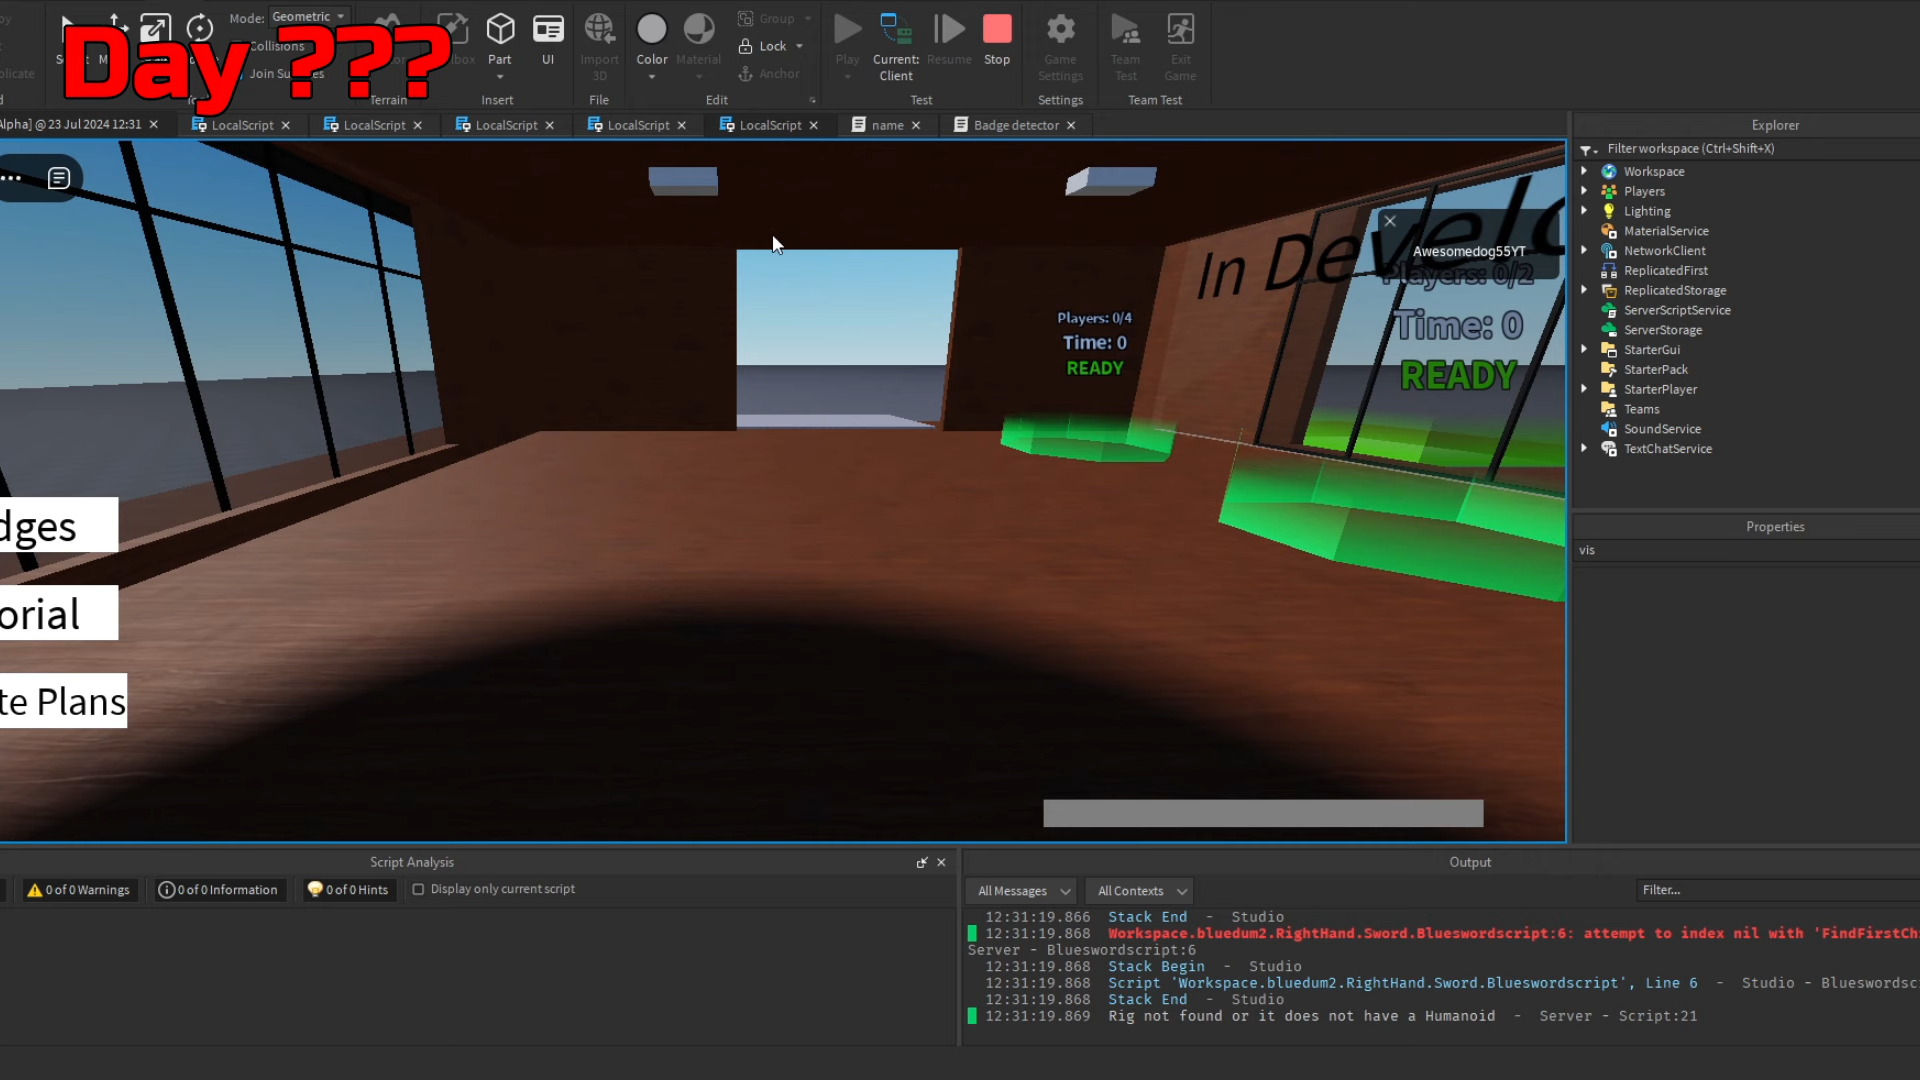 Day ???
Mode: Geometric
Collisions
Join Surfaces
Part
UI
Import 3D
Color
Material
Group
Lock
Anchor
Play
Current: Client
Resume
Stop
Game Settings
Team Test
Exit Game
Terrain
Insert
File
Edit
Test
Settings
Team Test
Alpha] @ 23 Jul 2024 12:31
LocalScript
LocalScript
LocalScript
LocalScript
LocalScript
name
Badge detector
Explorer
Filter workspace (Ctrl+Shift+X)
Workspace
Players
Lighting
MaterialService
NetworkClient
ReplicatedFirst
ReplicatedStorage
ServerScriptService
ServerStorage
StarterGui
StarterPack
StarterPlayer
Teams
SoundService
TextChatService
Properties
vis
In Develo
Awesomedog55YT
Players: 0/2
Time: 0
READY
Players: 0/4
Time: 0
READY
dges
orial
te Plans
Script Analysis
0 of 0 Warnings
0 of 0 Information
0 of 0 Hints
Display only current script
Output
All Messages
All Contexts
Filter...
12:31:19.866 Stack End - Studio
12:31:19.868 Workspace.bluedum2.RightHand.Sword.Blueswordscript:6: attempt to index nil with 'FindFirstCh
Server - Blueswordscript:6
12:31:19.868 Stack Begin - Studio
12:31:19.868 Script 'Workspace.bluedum2.RightHand.Sword.Blueswordscript', Line 6 - Studio - Bluewordsc
12:31:19.868 Stack End - Studio
12:31:19.869 Rig not found or it does not have a Humanoid - Server - Script:21